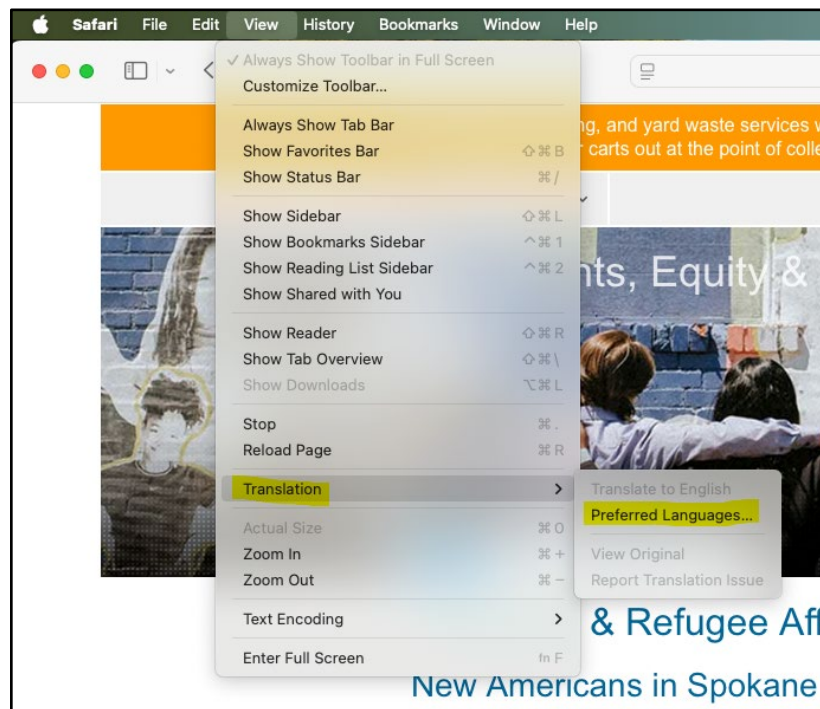 Safari File Edit View History Bookmarks Window Help
✓ Always Show Toolbar in Full Screen
Customize Toolbar...
Always Show Tab Bar
Show Favorites Bar ⇧⌘B
Show Status Bar ⌘/
Show Sidebar ⇧⌘L
Show Bookmarks Sidebar ^⌘1
Show Reading List Sidebar ^⌘2
Show Shared with You
Show Reader ⇧⌘R
Show Tab Overview ⇧⌘\
Show Downloads ⌥⌘L
Stop ⌘.
Reload Page ⌘R
Translation >
Actual Size ⌘0
Zoom In ⌘+
Zoom Out ⌘−
Text Encoding >
Enter Full Screen fn F
Translate to English
Preferred Languages...
View Original
Report Translation Issue
ng, and yard waste services
carts out at the point of colle
nts, Equity &
& Refugee Aff
New Americans in Spokane